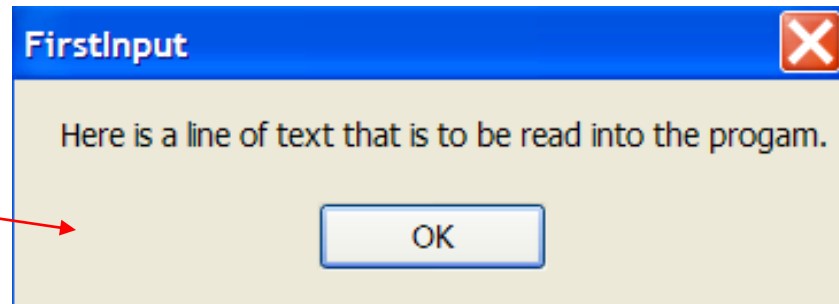 FirstInput
Here is a line of text that is to be read into the progam.
OK